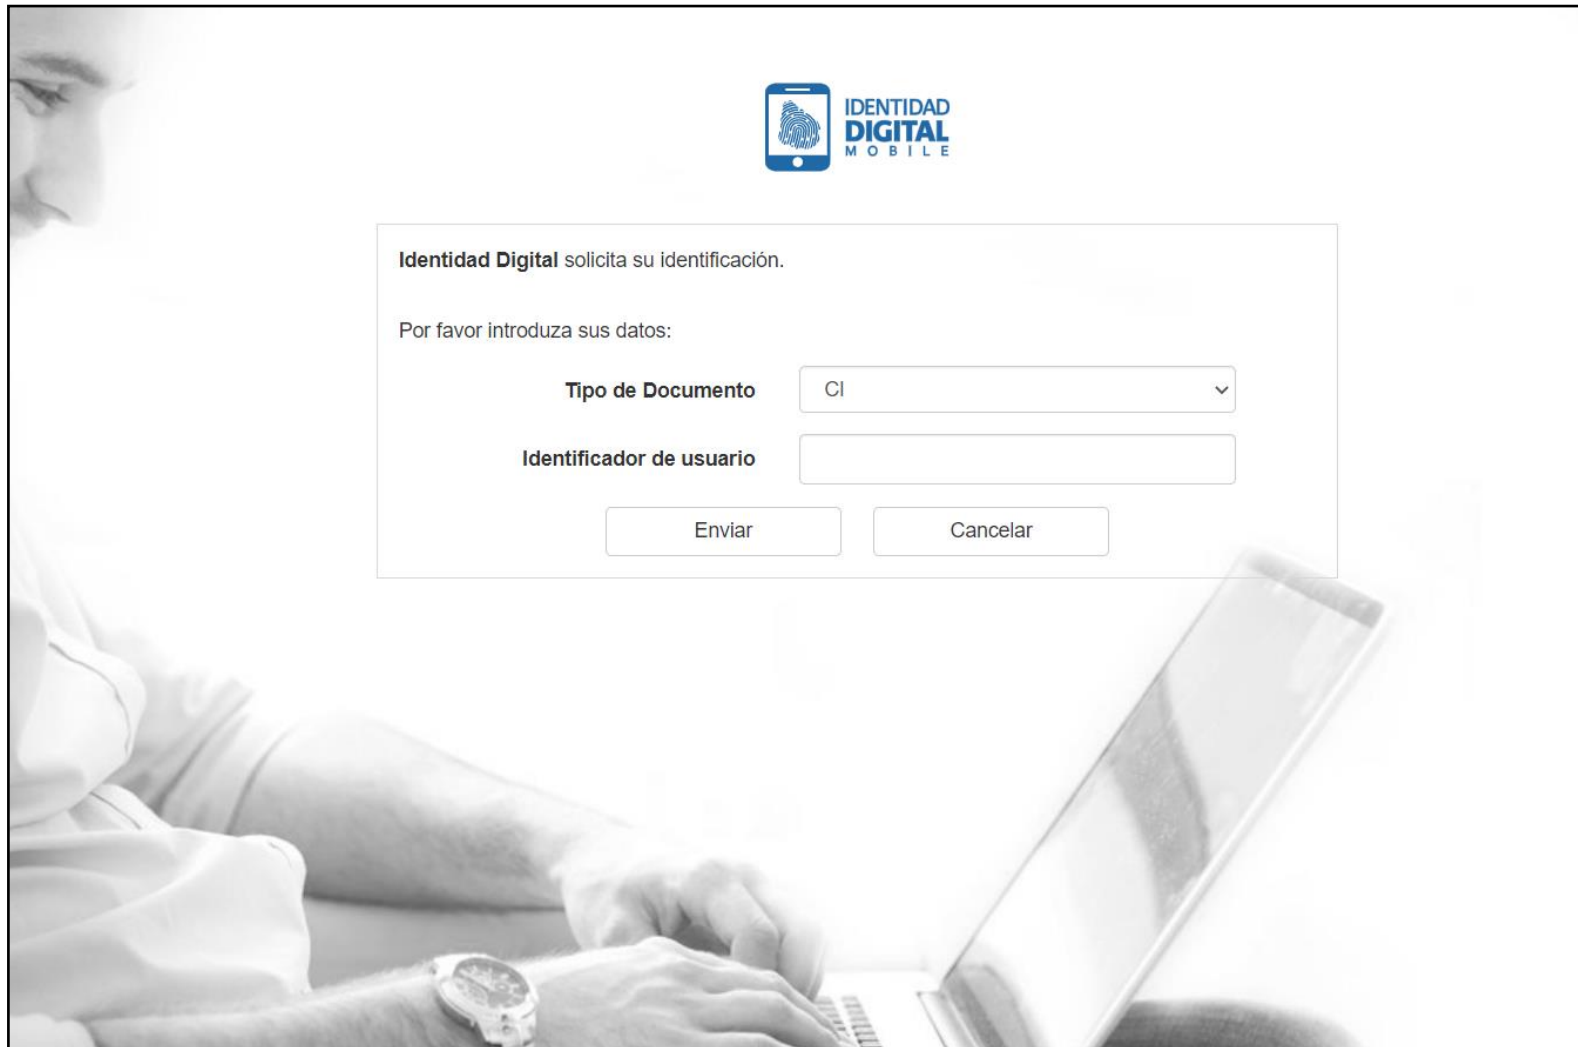 IDENTIDAD
DIGITAL
MOBILE
Identidad Digital solicita su identificación.
Por favor introduza sus datos:
Tipo de Documento
CI
Identificador de usuario
Enviar
Cancelar